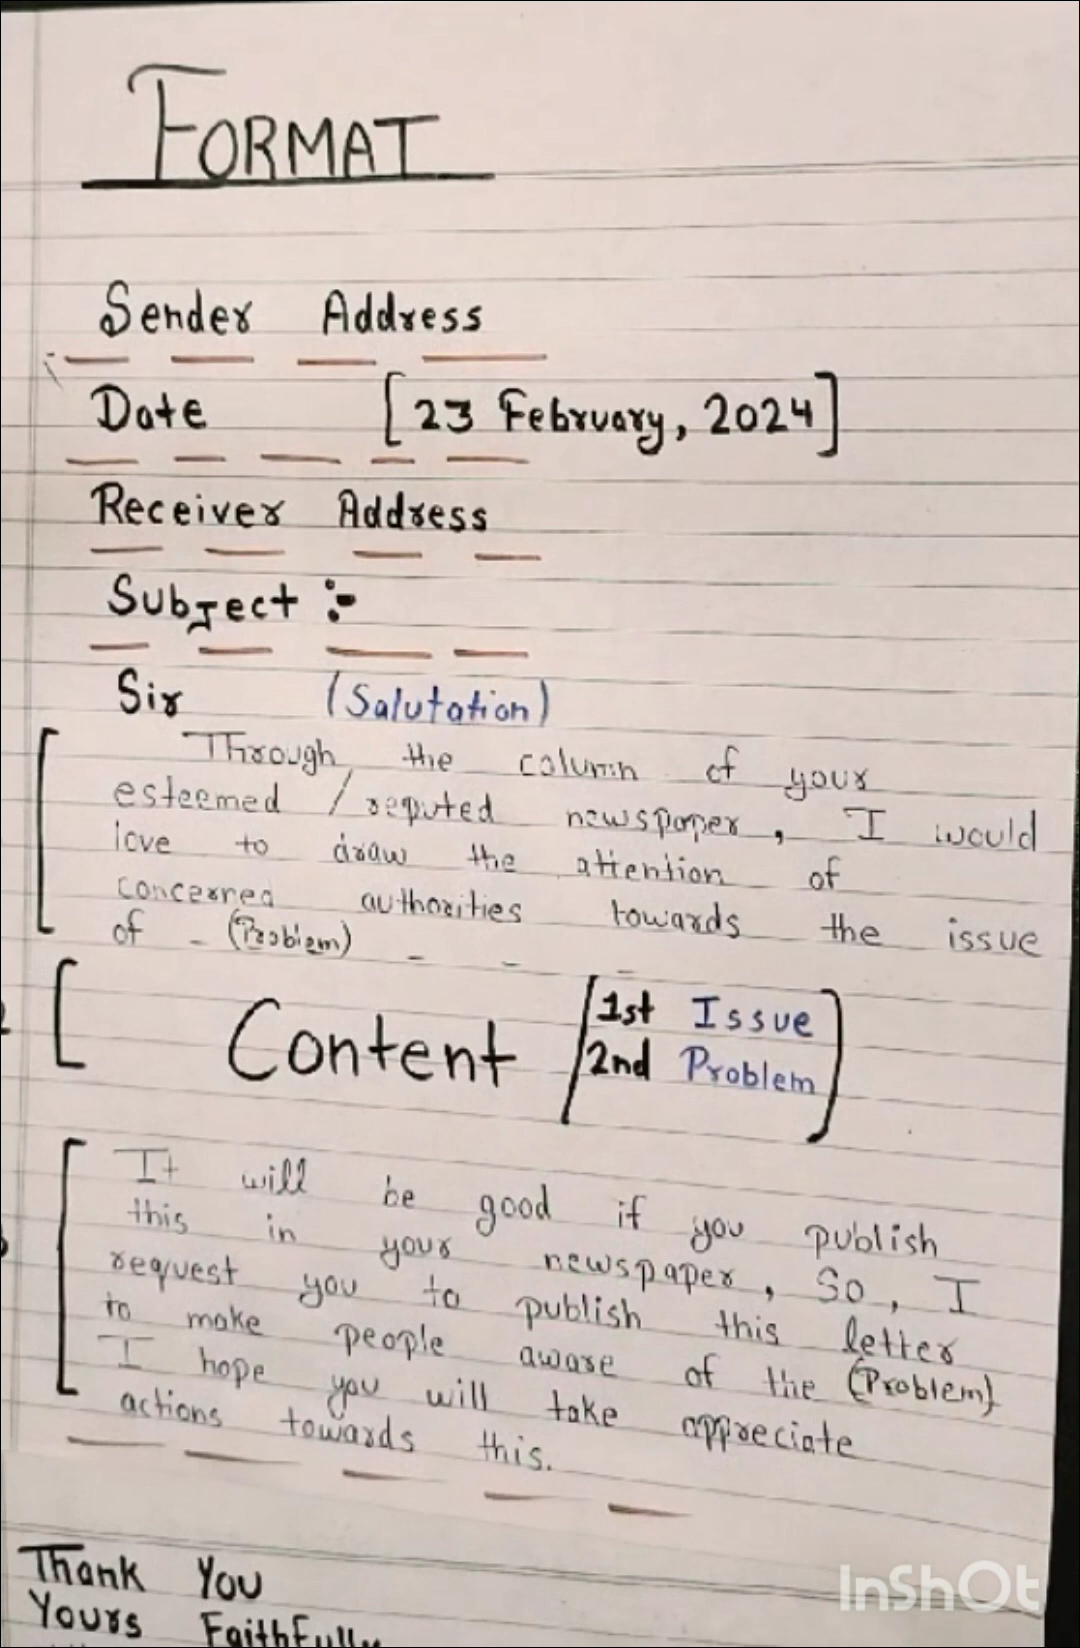 FORMAT
Sender Address
Date [23 February, 2024]
Receiver Address
Subject :-
Sir (Salutation)
Through the column of your
esteemed / reputed newspaper, I would
love to draw the attention of
concerned authorities towards the issue
of - (Problem) - - -
Content [1st Issue
2nd Problem]
It will be good if you publish
this in your newspaper, So, I
request you to publish this letter
to make people aware of the (Problem)
I hope you will take appreciate
actions towards this.
Thank You
Yours Faithfully
InShOt